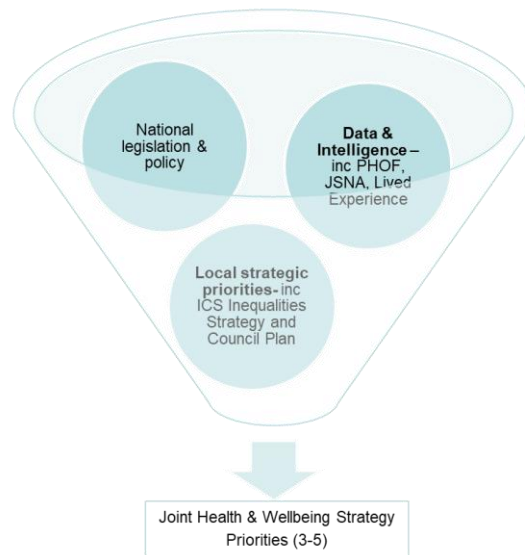 National
legislation &
policy
Data &
Intelligence –
inc PHOF,
JSNA, Lived
Experience
Local strategic
priorities- inc
ICS Inequalities
Strategy and
Council Plan
Joint Health & Wellbeing Strategy
Priorities (3-5)